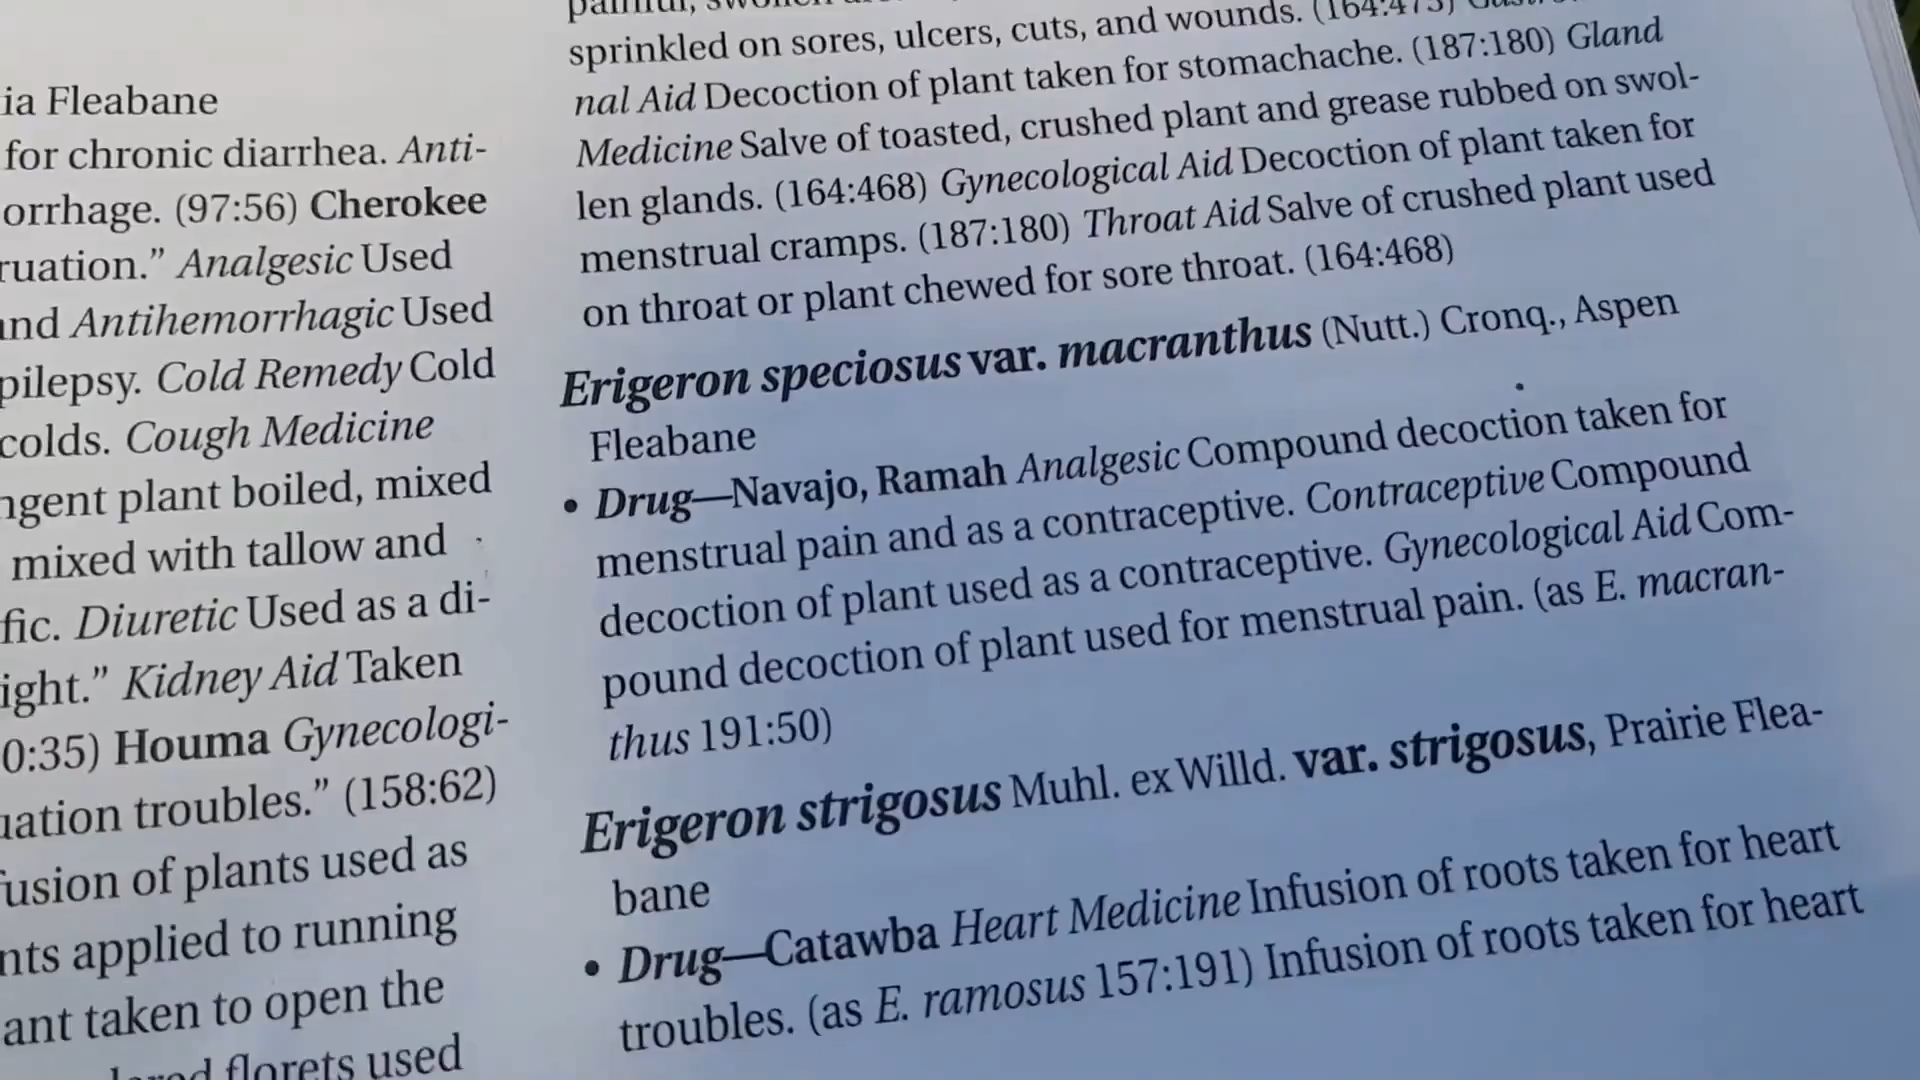 ia Fleabane
for chronic diarrhea. Anti-
orrhage. (97:56) Cherokee
ruation.” Analgesic Used
and Antihemorrhagic Used
pilepsy. Cold Remedy Cold
colds. Cough Medicine
ngent plant boiled, mixed
mixed with tallow and
fic. Diuretic Used as a di-
ight.” Kidney Aid Taken
0:35) Houma Gynecologi-
uation troubles.” (158:62)
fusion of plants used as
nts applied to running
ant taken to open the
florets used
painful,
sprinkled on sores, ulcers, cuts, and wounds. (164:473)
nal Aid Decoction of plant taken for stomachache. (187:180) Gland
Medicine Salve of toasted, crushed plant and grease rubbed on swol-
len glands. (164:468) Gynecological Aid Decoction of plant taken for
menstrual cramps. (187:180) Throat Aid Salve of crushed plant used
on throat or plant chewed for sore throat. (164:468)
Erigeron speciosus var. macranthus (Nutt.) Cronq., Aspen
Fleabane
• Drug—Navajo, Ramah Analgesic Compound decoction taken for
menstrual pain and as a contraceptive. Contraceptive Compound
decoction of plant used as a contraceptive. Gynecological Aid Com-
pound decoction of plant used for menstrual pain. (as E. macran-
thus 191:50)
Erigeron strigosus Muhl. ex Willd. var. strigosus, Prairie Flea-
bane
• Drug—Catawba Heart Medicine Infusion of roots taken for heart
troubles. (as E. ramosus 157:191) Infusion of roots taken for heart